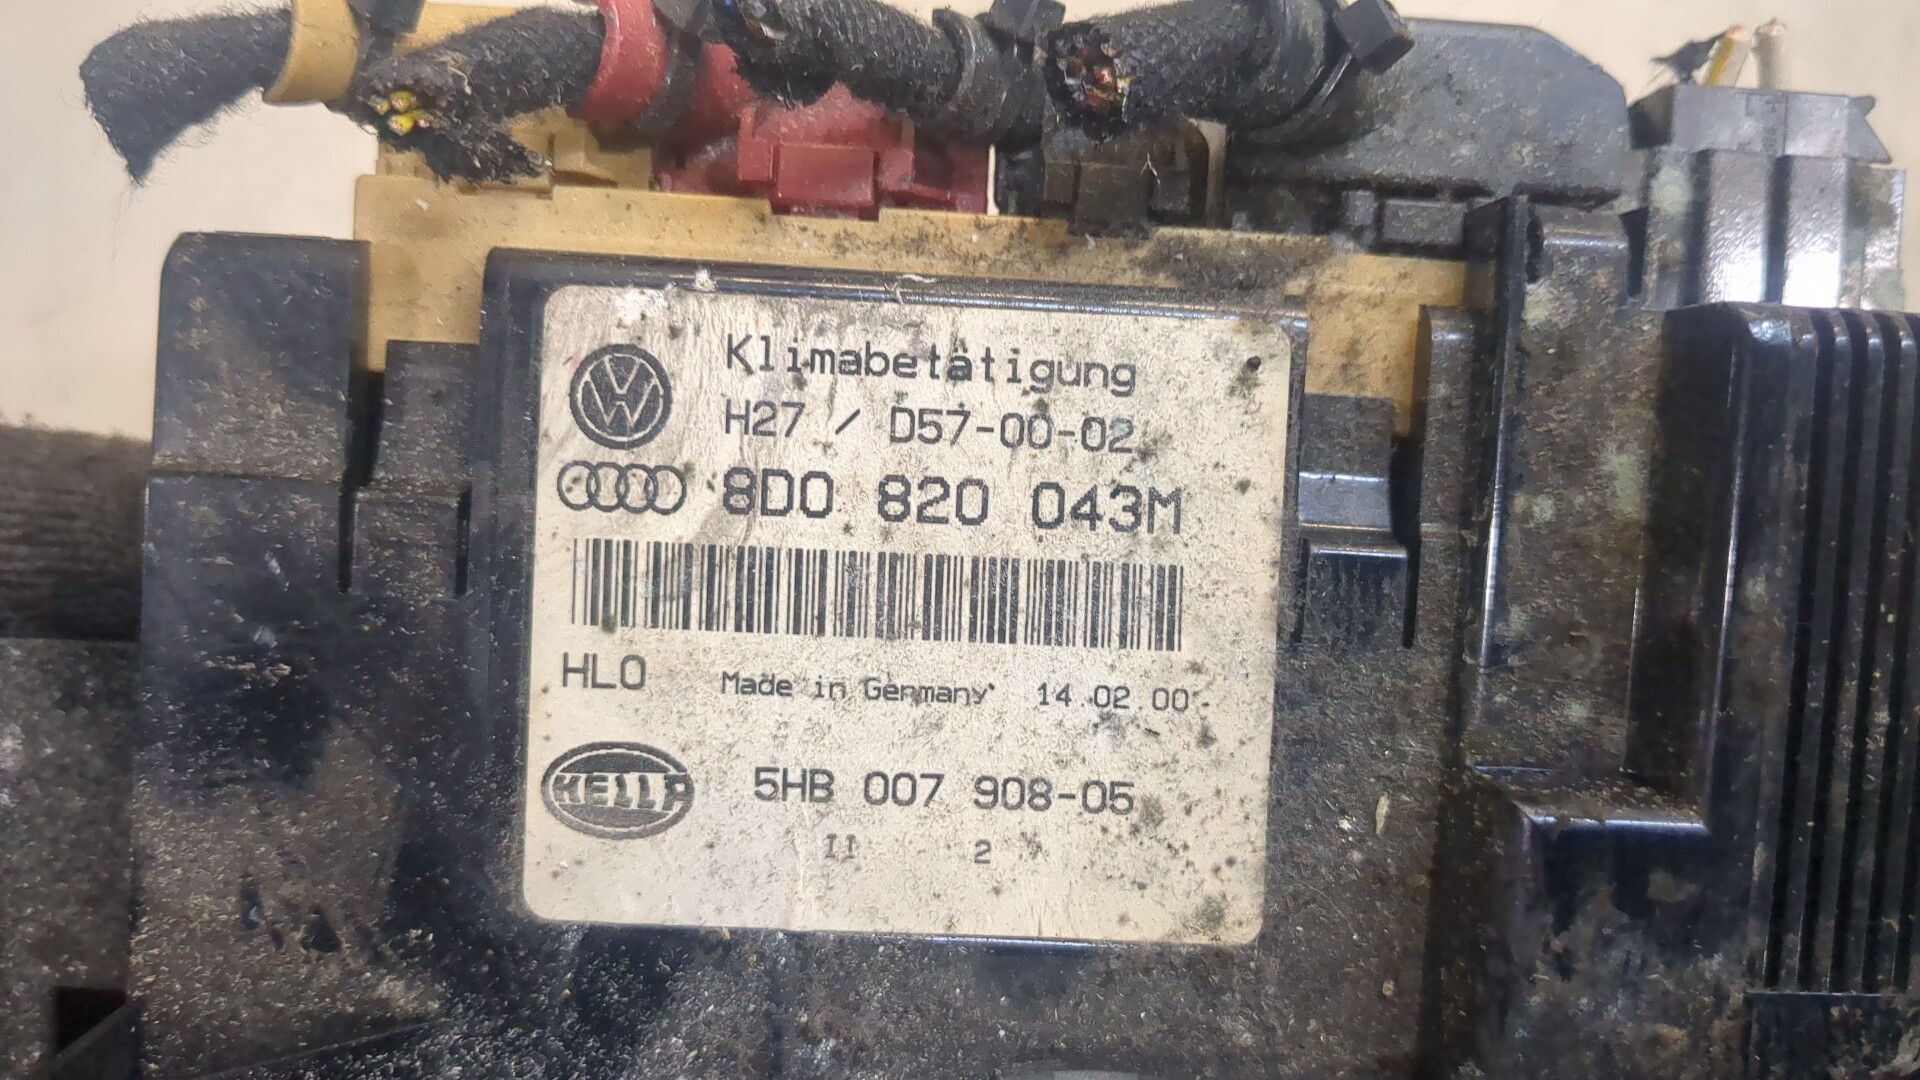 Klimabetätigung
H27 / D57-00-02
8D0 820 043M
HLO Made in Germany 14.02.00
HELLA 5HB 007 908-05
II 2